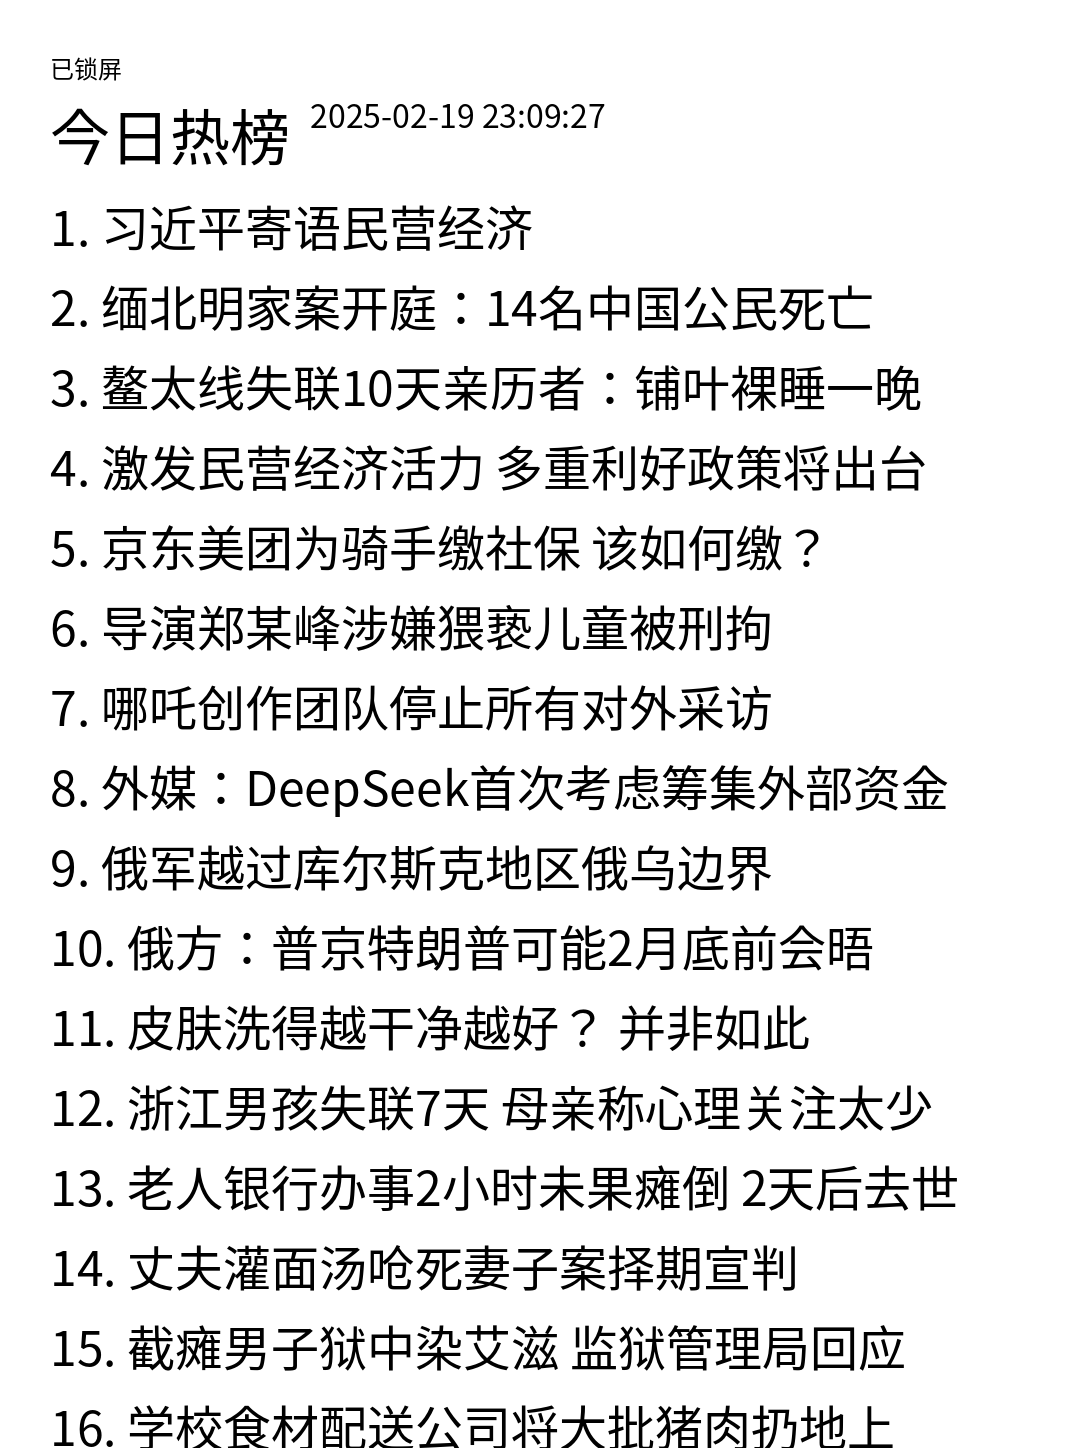 已锁屏
今日热榜 2025-02-19 23:09:27
1. 习近平寄语民营经济
2. 缅北明家案开庭：14名中国公民死亡
3. 鳌太线失联10天亲历者：铺叶裸睡一晚
4. 激发民营经济活力 多重利好政策将出台
5. 京东美团为骑手缴社保 该如何缴？
6. 导演郑某峰涉嫌猥亵儿童被刑拘
7. 哪吒创作团队停止所有对外采访
8. 外媒：DeepSeek首次考虑筹集外部资金
9. 俄军越过库尔斯克地区俄乌边界
10. 俄方：普京特朗普可能2月底前会晤
11. 皮肤洗得越干净越好？ 并非如此
12. 浙江男孩失联7天 母亲称心理关注太少
13. 老人银行办事2小时未果瘫倒 2天后去世
14. 丈夫灌面汤呛死妻子案择期宣判
15. 截瘫男子狱中染艾滋 监狱管理局回应
16. 学校食材配送公司将大批猪肉扔地上